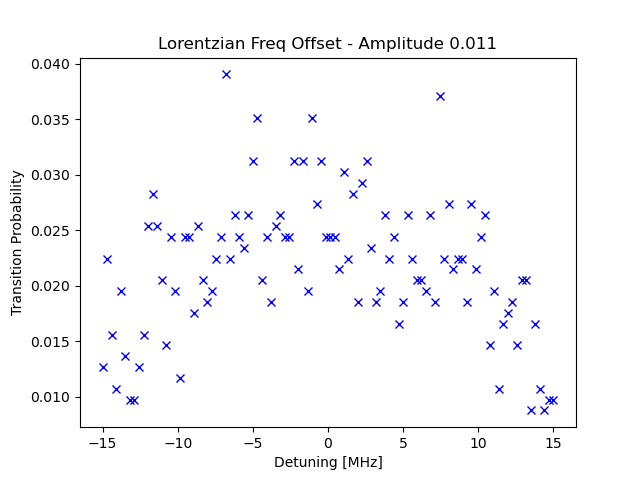 Lorentzian Freq Offset - Amplitude 0.011
Transition Probability
0.040
0.035
0.030
0.025
0.020
0.015
0.010
−15 −10 −5 0 5 10 15
Detuning [MHz]